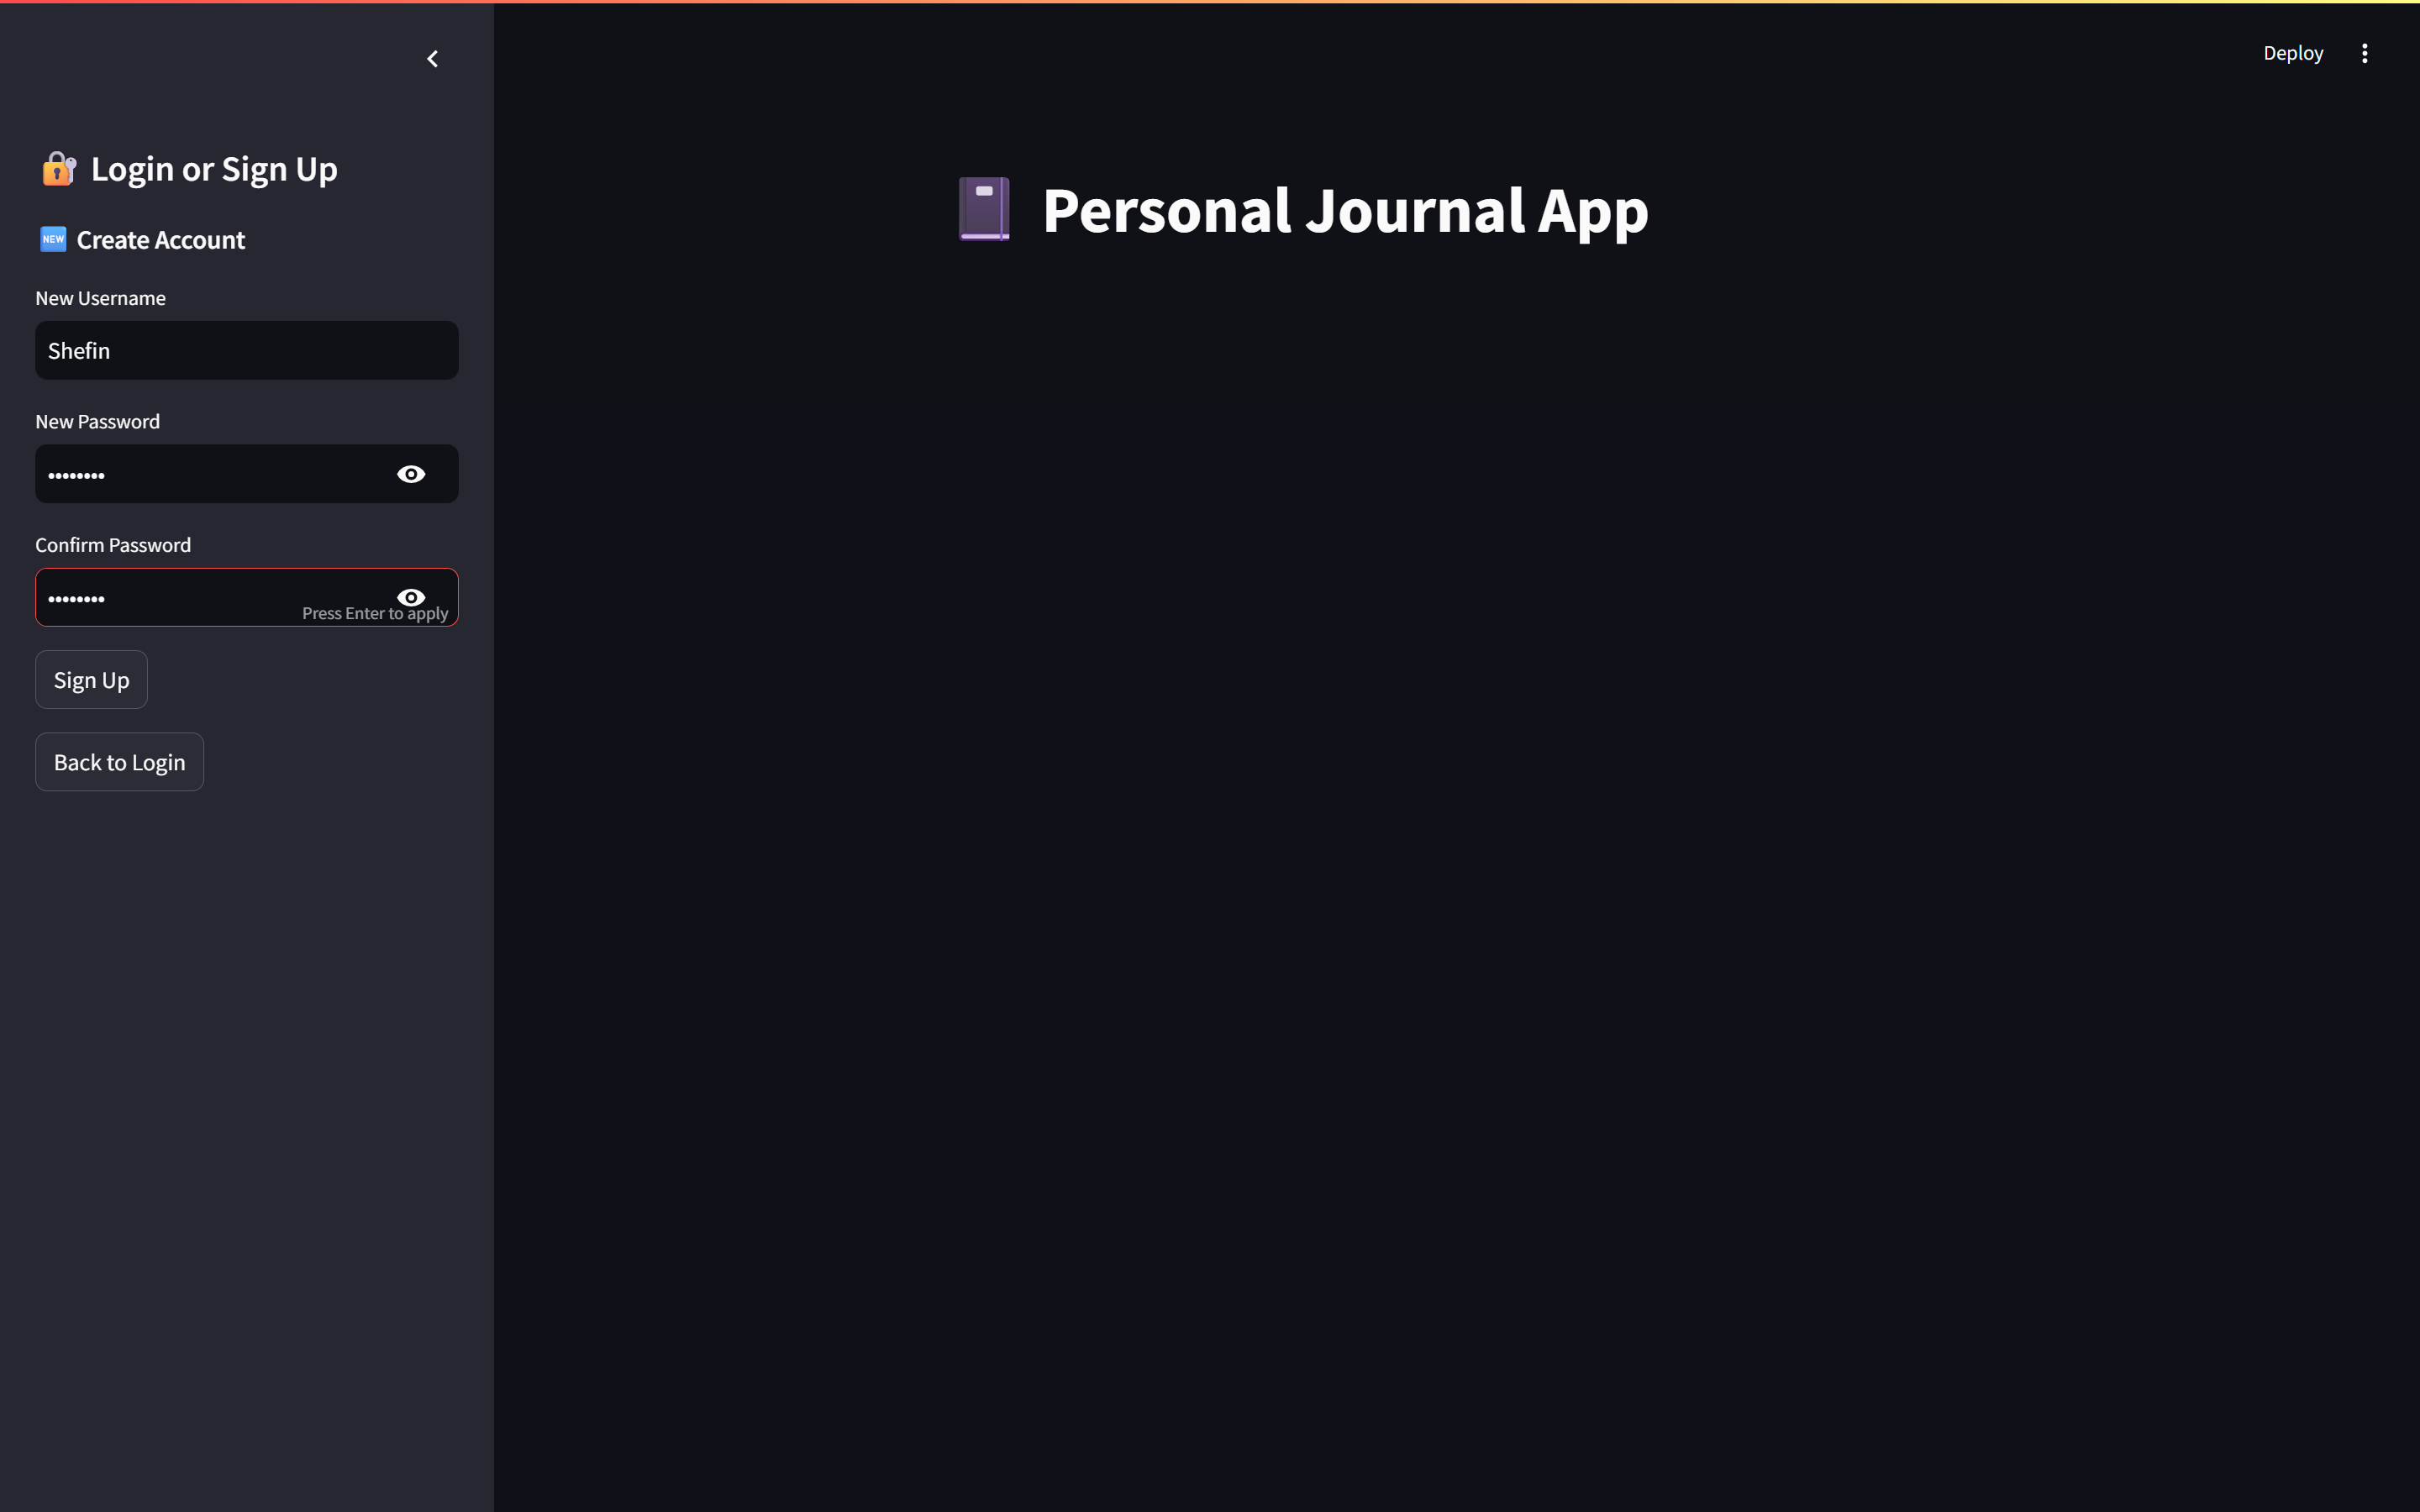 Deploy
Login or Sign Up
NEW Create Account
New Username
Shefin
New Password
••••••••
Confirm Password
••••••••
Press Enter to apply
Sign Up
Back to Login
Personal Journal App